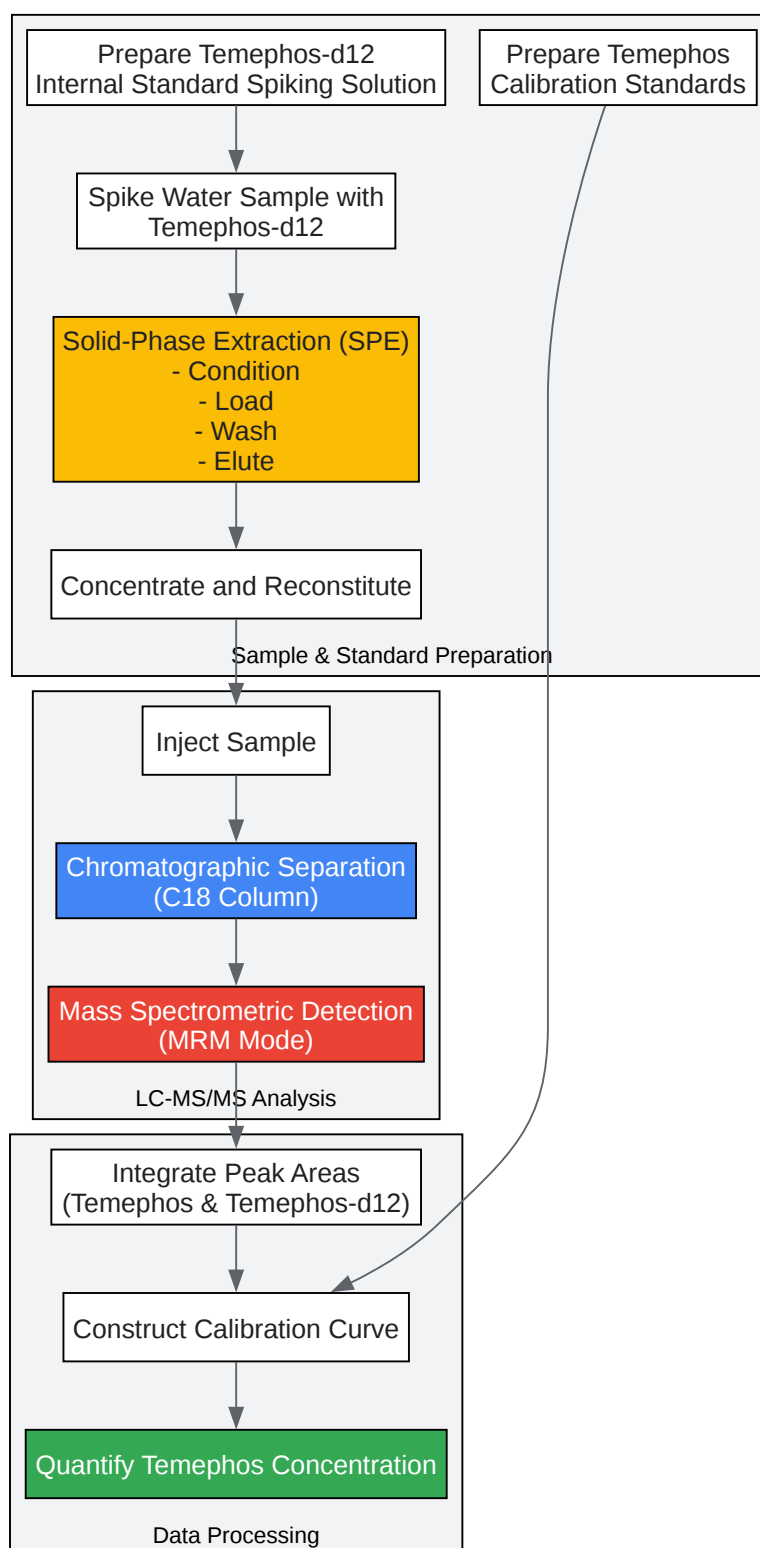 Prepare Temephos-d12
Internal Standard Spiking Solution
Prepare Temephos
Calibration Standards
Spike Water Sample with
Temephos-d12
Solid-Phase Extraction (SPE)
- Condition
- Load
- Wash
- Elute
Concentrate and Reconstitute
Sample & Standard Preparation
Inject Sample
Chromatographic Separation
(C18 Column)
Mass Spectrometric Detection
(MRM Mode)
LC-MS/MS Analysis
Integrate Peak Areas
(Temephos & Temephos-d12)
Construct Calibration Curve
Quantify Temephos Concentration
Data Processing